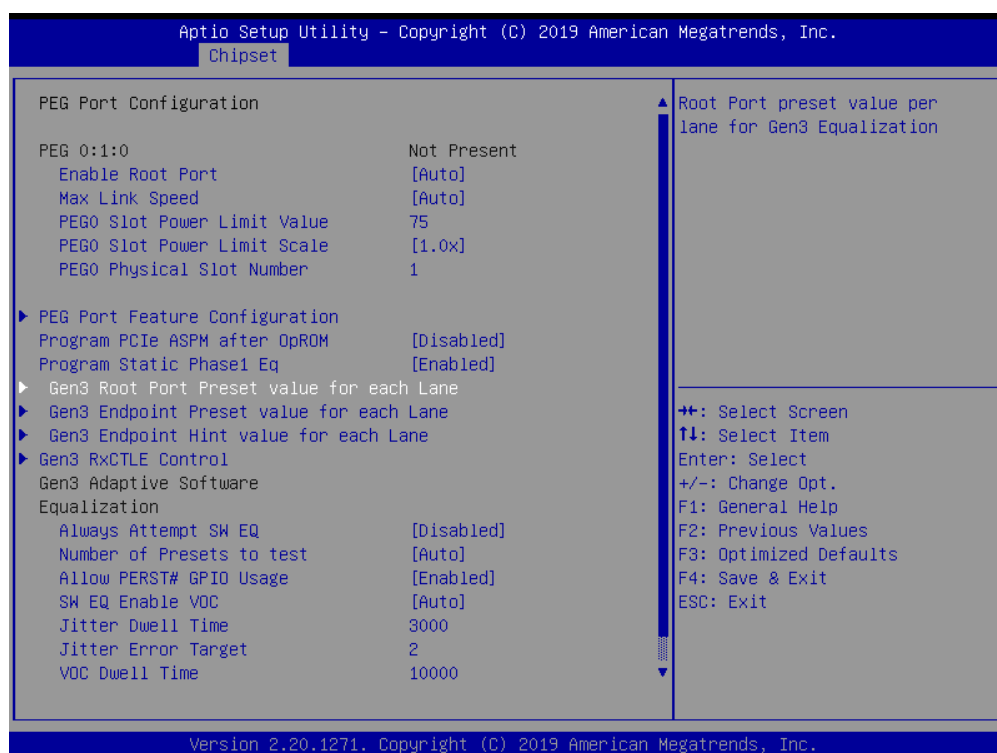 Aptio Setup Utility – Copyright (C) 2019 American Megatrends, Inc.
Chipset
PEG Port Configuration
PEG 0:1:0 Not Present
Enable Root Port [Auto]
Max Link Speed [Auto]
PEG0 Slot Power Limit Value 75
PEG0 Slot Power Limit Scale [1.0x]
PEG0 Physical Slot Number 1
PEG Port Feature Configuration
Program PCIe ASPM after OpROM [Disabled]
Program Static Phase1 Eq [Enabled]
Gen3 Root Port Preset value for each Lane
Gen3 Endpoint Preset value for each Lane
Gen3 Endpoint Hint value for each Lane
Gen3 RxCTLE Control
Gen3 Adaptive Software
Equalization
Always Attempt SW EQ [Disabled]
Number of Presets to test [Auto]
Allow PERST# GPIO Usage [Enabled]
SW EQ Enable VOC [Auto]
Jitter Dwell Time 3000
Jitter Error Target 2
VOC Dwell Time 10000
Root Port preset value per
lane for Gen3 Equalization
→←: Select Screen
↑↓: Select Item
Enter: Select
+/-: Change Opt.
F1: General Help
F2: Previous Values
F3: Optimized Defaults
F4: Save & Exit
ESC: Exit
Version 2.20.1271. Copyright (C) 2019 American Megatrends, Inc.